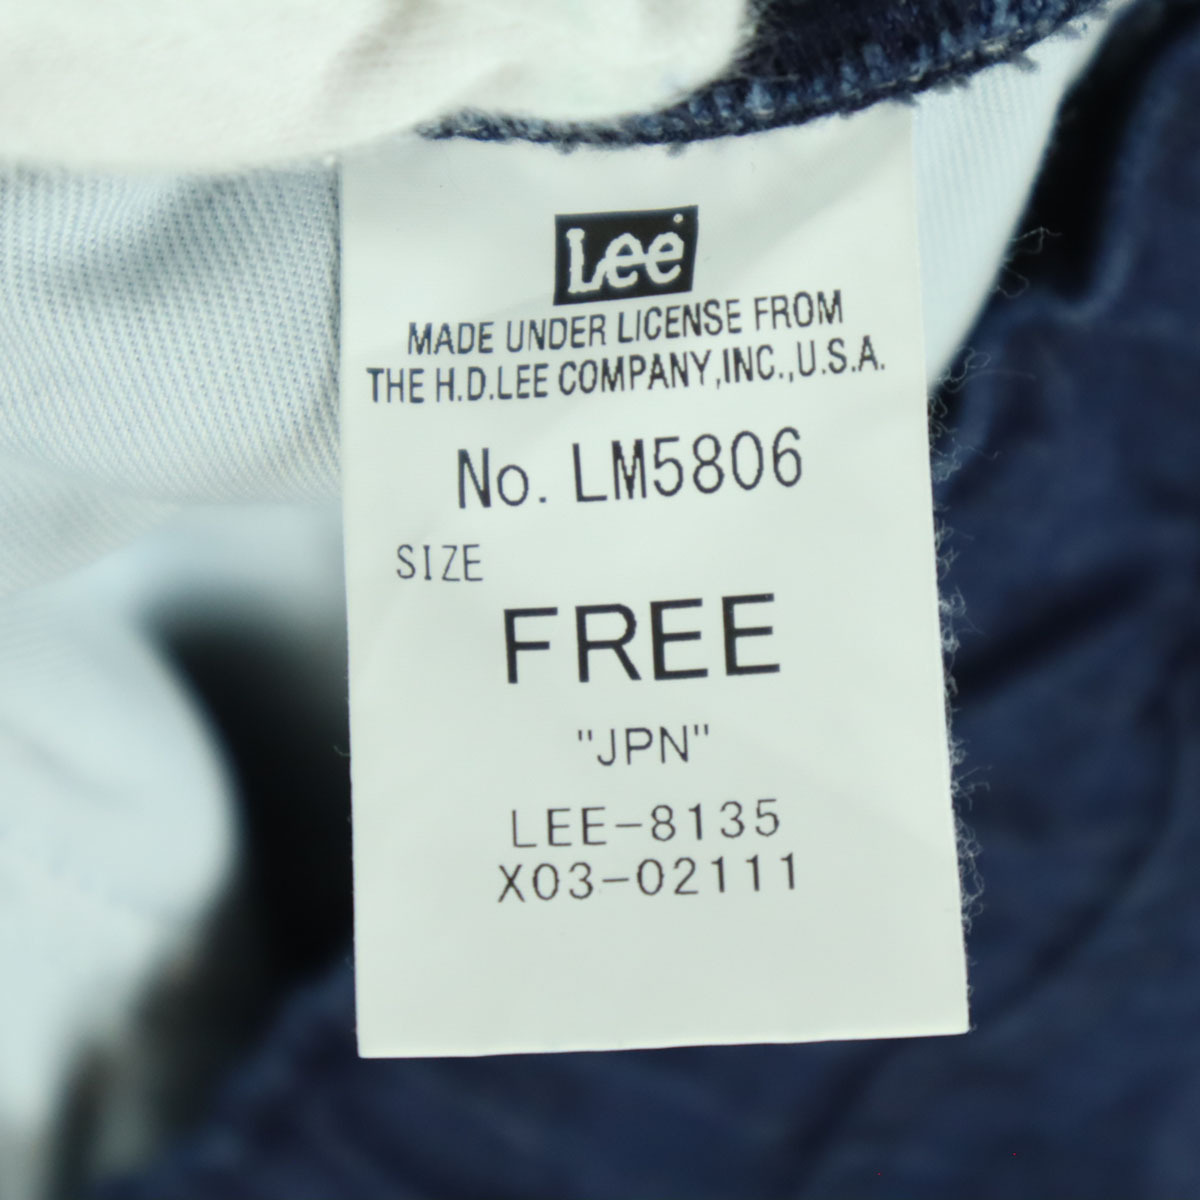 Lee
MADE UNDER LICENSE FROM
THE H.D.LEE COMPANY,INC.,U.S.A.
No. LM5806
SIZE
FREE
"JPN"
LEE-8135
X03-02111